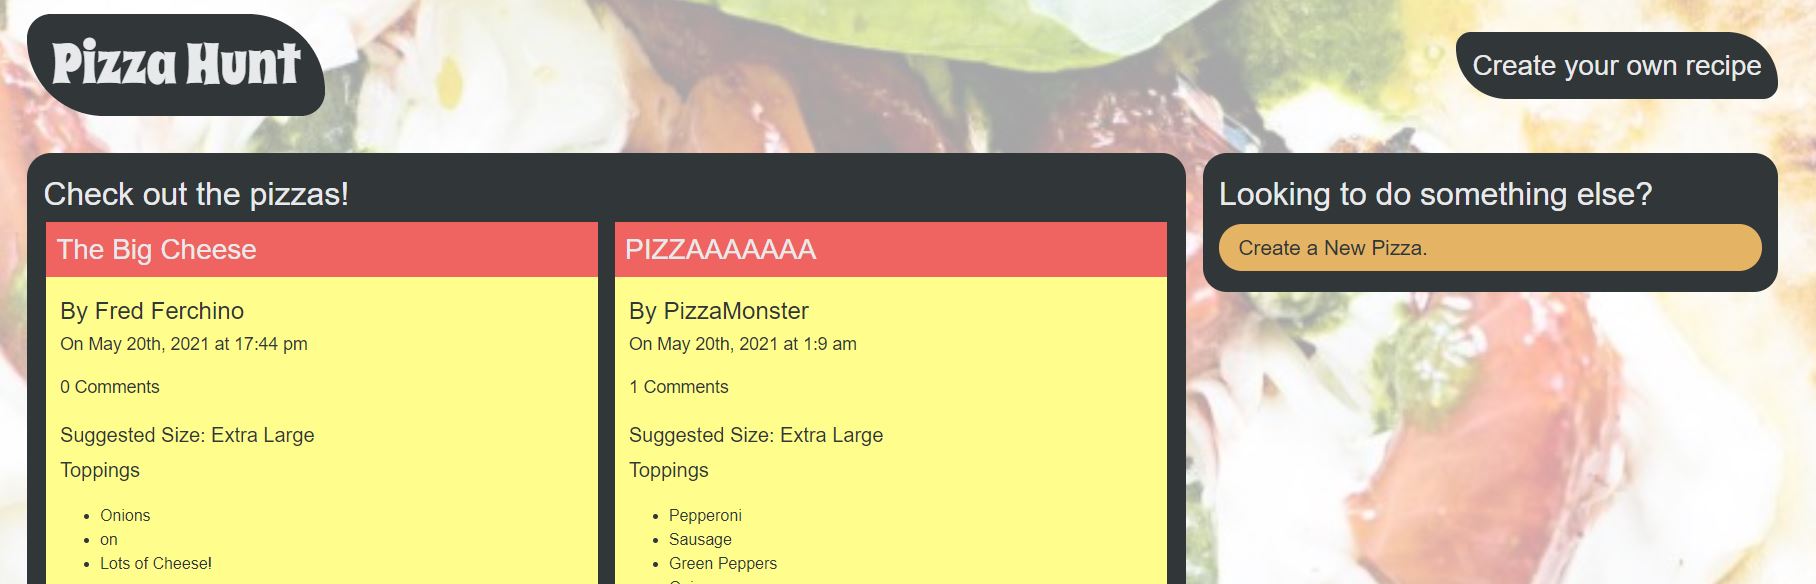 Pizza Hunt
Create your own recipe
Check out the pizzas!
The Big Cheese
By Fred Ferchino
On May 20th, 2021 at 17:44 pm
0 Comments
Suggested Size: Extra Large
Toppings
Onions
on
Lots of Cheese!
PIZZAAAAAAA
By PizzaMonster
On May 20th, 2021 at 1:9 am
1 Comments
Suggested Size: Extra Large
Toppings
Pepperoni
Sausage
Green Peppers
Looking to do something else?
Create a New Pizza.